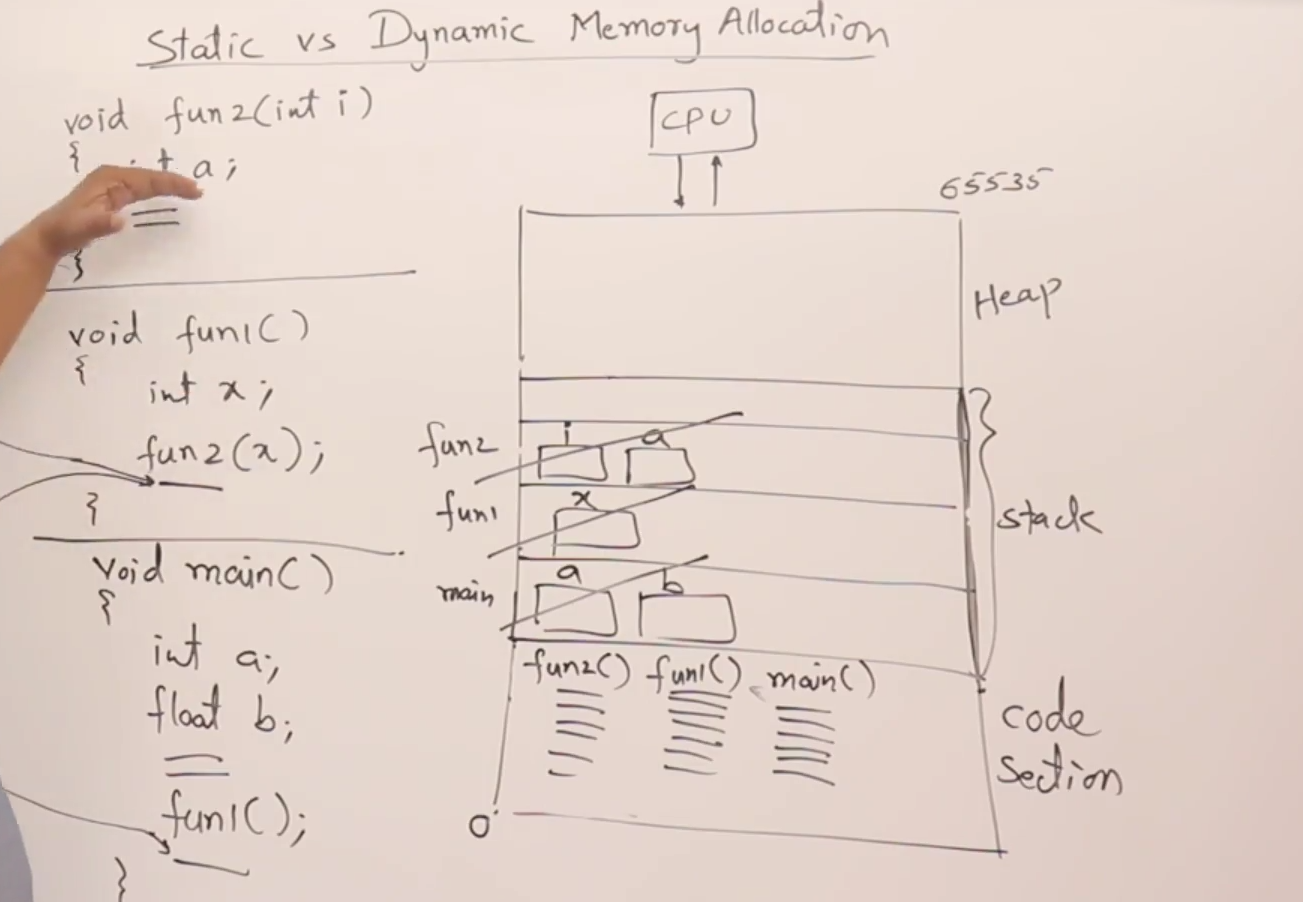 Static vs Dynamic Memory Allocation
void fun2(int i)
{ int a;
}
void fun1()
{
int x;
fun2(x);
}
void main()
{
int a;
float b;
fun1();
}
CPU
65535
Heap
fun2 i a
fun1 x
main a b
stack
fun2() fun1() main()
code
section
0